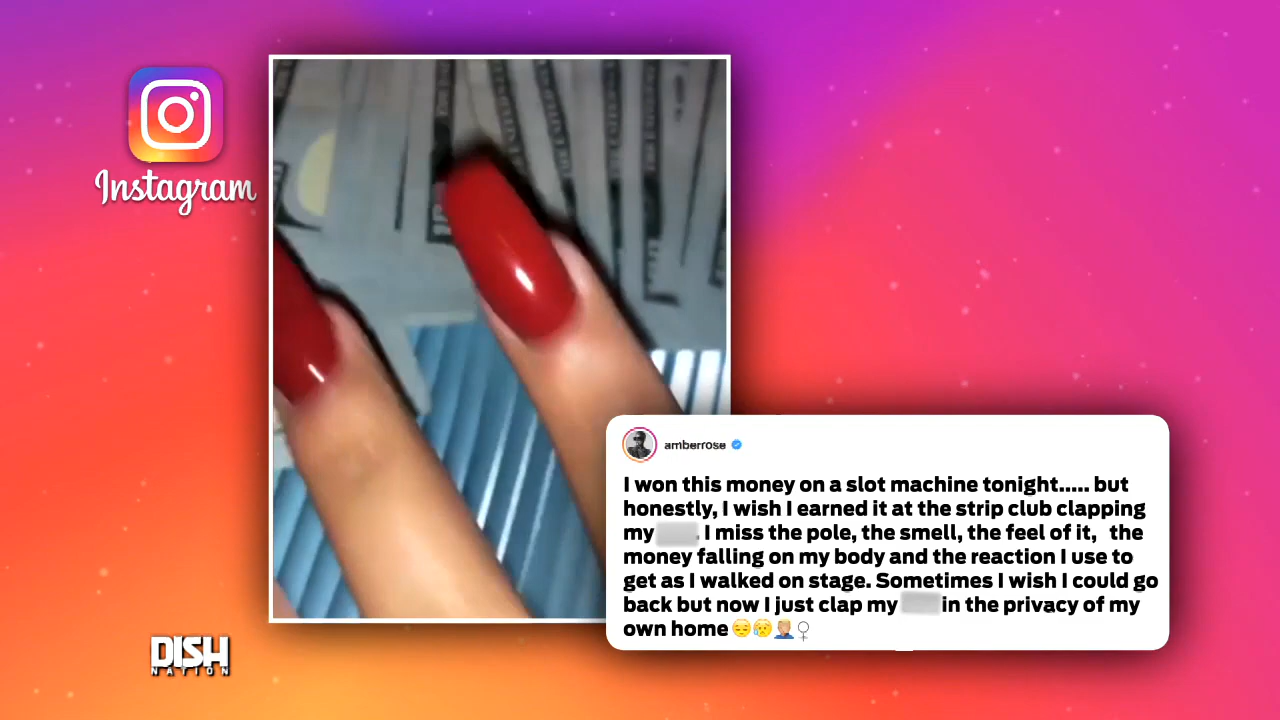 Instagram
amberrose
I won this money on a slot machine tonight..... but
honestly, I wish I earned it at the strip club clapping
my . I miss the pole, the smell, the feel of it, the
money falling on my body and the reaction I use to
get as I walked on stage. Sometimes I wish I could go
back but now I just clap my in the privacy of my
own home 😔😥🤦🏼♀
DISH
NATION